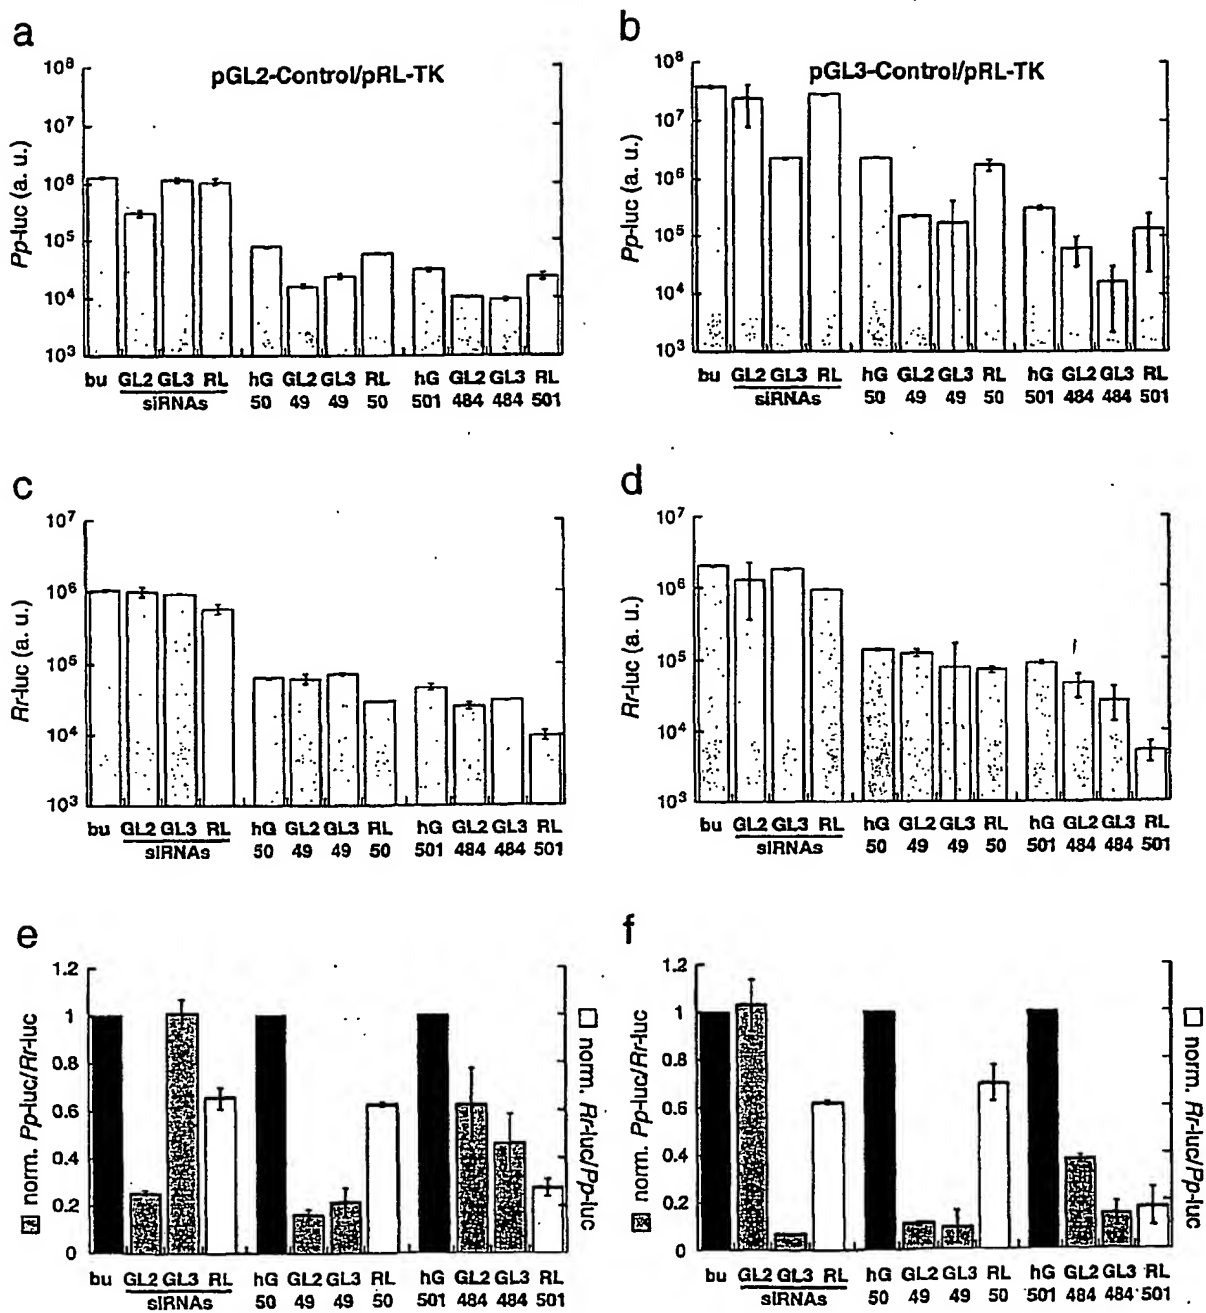 a
pGL2-Control/pRL-TK
Pp-luc (a. u.)
10⁸
10⁷
10⁶
10⁵
10⁴
10³
bu GL2 GL3 RL hG GL2 GL3 RL hG GL2 GL3 RL
siRNAs 50 49 49 50 501 484 484 501
b
pGL3-Control/pRL-TK
Pp-luc (a. u.)
10⁸
10⁷
10⁶
10⁵
10⁴
10³
bu GL2 GL3 RL hG GL2 GL3 RL hG GL2 GL3 RL
siRNAs 50 49 49 50 501 484 484 501
c
Rr-luc (a. u.)
10⁷
10⁶
10⁵
10⁴
10³
bu GL2 GL3 RL hG GL2 GL3 RL hG GL2 GL3 RL
siRNAs 50 49 49 50 501 484 484 501
d
Rr-luc (a. u.)
10⁷
10⁶
10⁵
10⁴
10³
bu GL2 GL3 RL hG GL2 GL3 RL hG GL2 GL3 RL
siRNAs 50 49 49 50 501 484 484 501
e
norm. Pp-luc/Rr-luc
1.2
1
0.8
0.6
0.4
0.2
0
norm. Rr-luc/Pp-luc
bu GL2 GL3 RL hG GL2 GL3 RL hG GL2 GL3 RL
siRNAs 50 49 49 50 501 484 484 501
f
norm. Pp-luc/Rr-luc
1.2
1
0.8
0.6
0.4
0.2
0
norm. Rr-luc/Pp-luc
bu GL2 GL3 RL hG GL2 GL3 RL hG GL2 GL3 RL
siRNAs 50 49 49 50 501 484 484 501